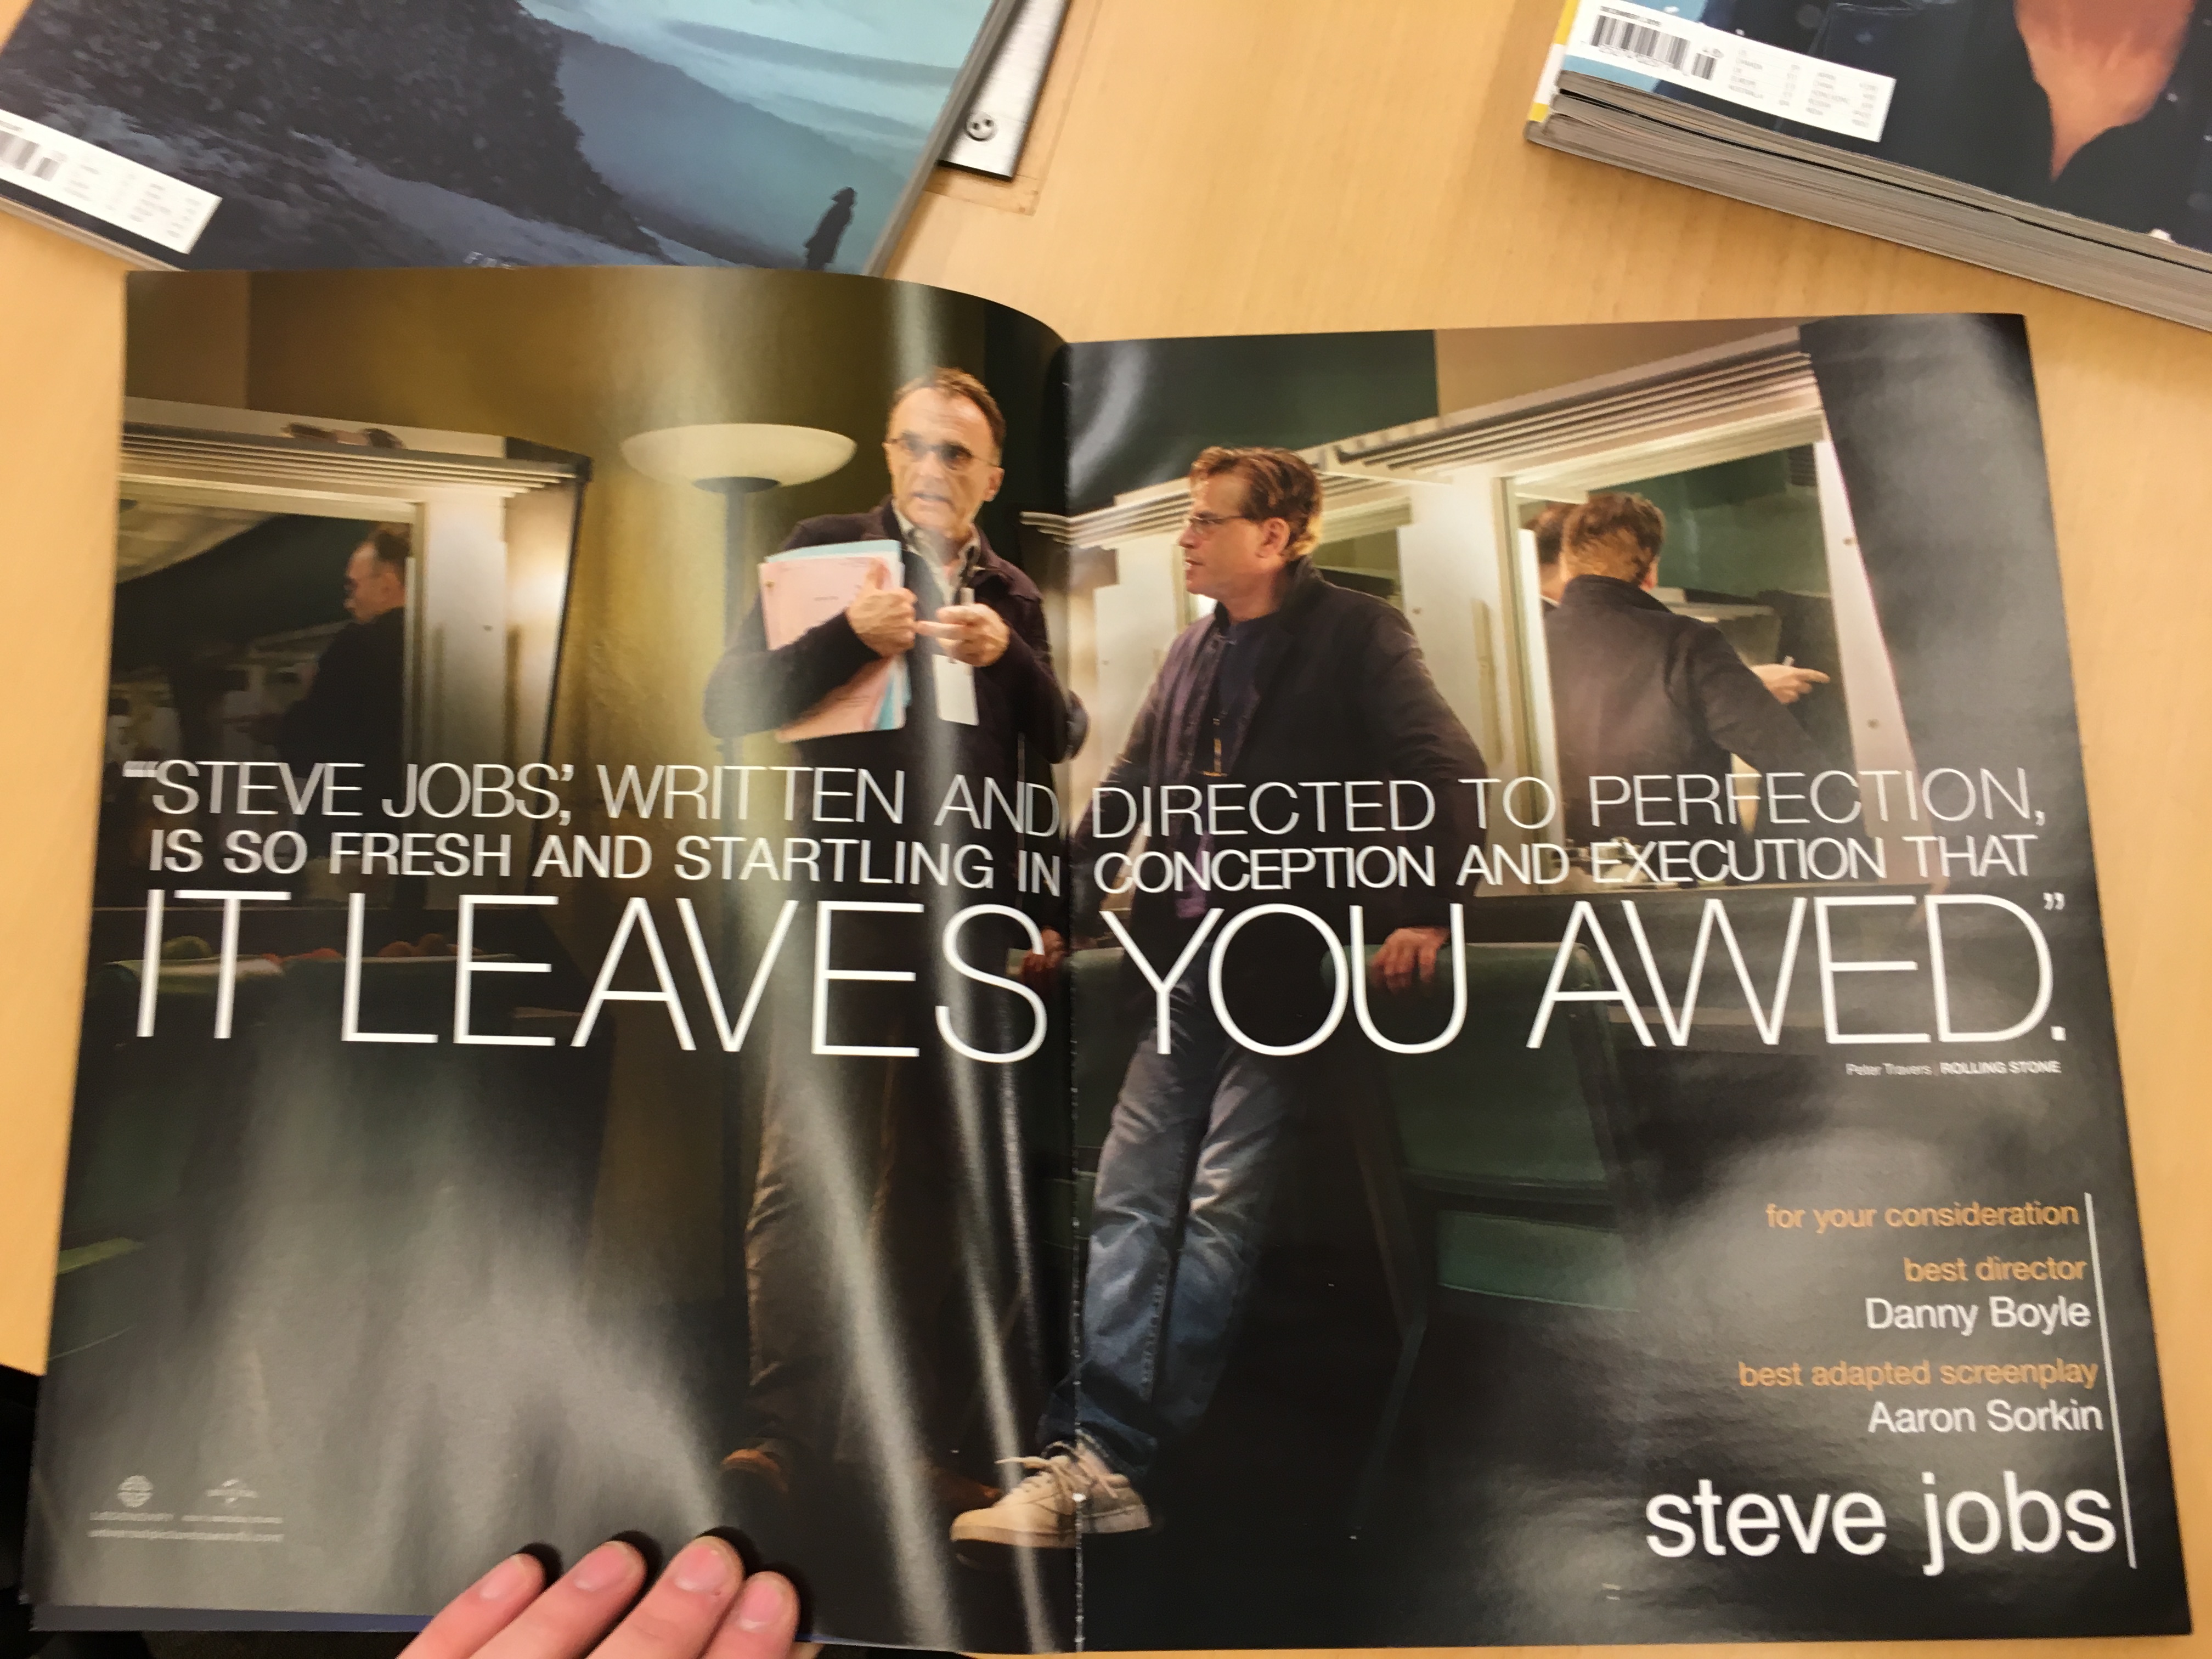 “‘STEVE JOBS,’ WRITTEN AND DIRECTED TO PERFECTION,
IS SO FRESH AND STARTLING IN CONCEPTION AND EXECUTION THAT
IT LEAVES YOU AWED.”
Peter Travers | ROLLING STONE
for your consideration
best director
Danny Boyle
best adapted screenplay
Aaron Sorkin
steve jobs